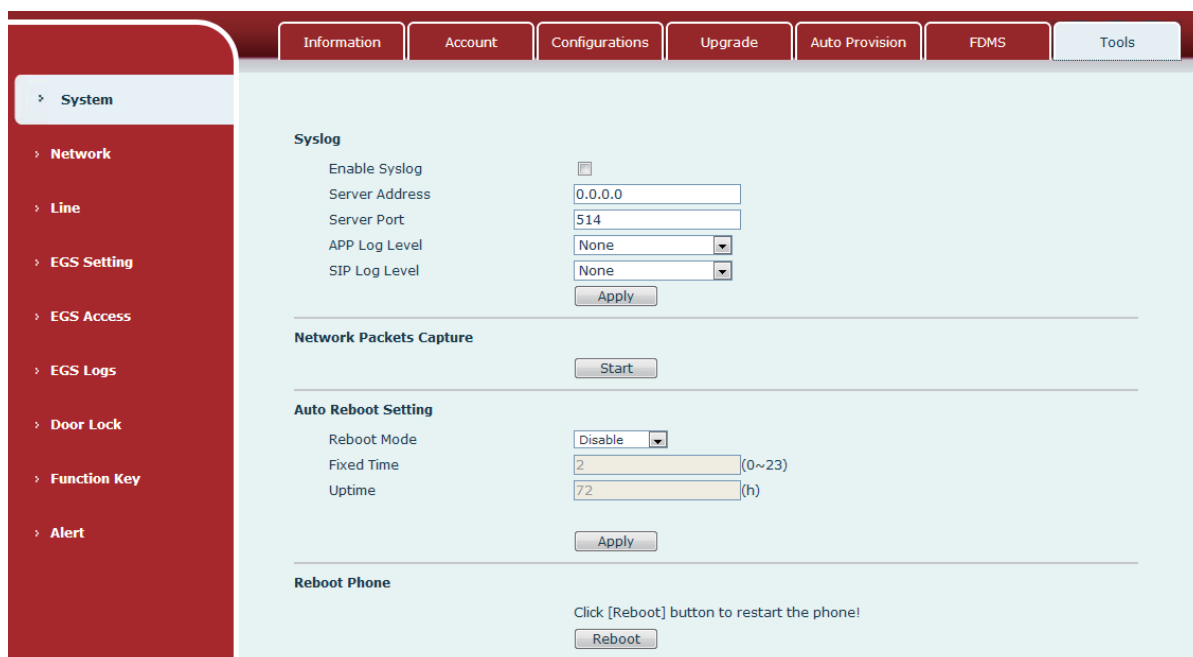 Information Account Configurations Upgrade Auto Provision FDMS Tools
System
Network
Line
EGS Setting
EGS Access
EGS Logs
Door Lock
Function Key
Alert
Syslog
Enable Syslog
Server Address 0.0.0.0
Server Port 514
APP Log Level None
SIP Log Level None
Apply
Network Packets Capture
Start
Auto Reboot Setting
Reboot Mode Disable
Fixed Time 2 (0~23)
Uptime 72 (h)
Apply
Reboot Phone
Click [Reboot] button to restart the phone!
Reboot